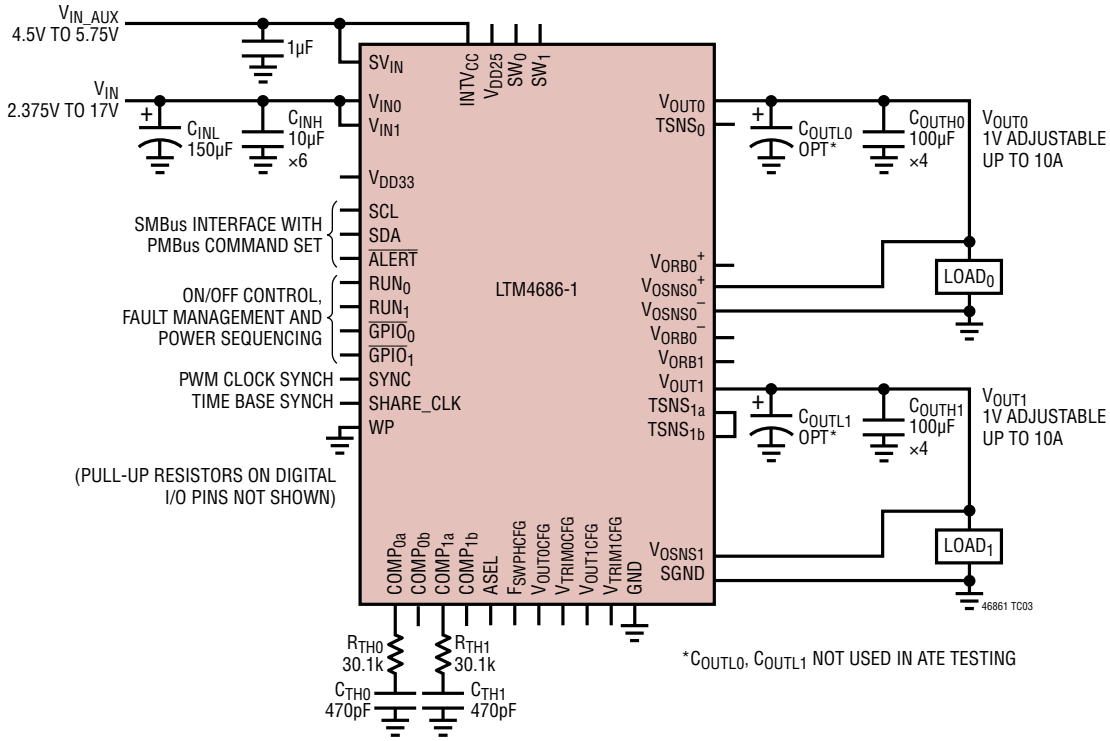 VIN_AUX
4.5V TO 5.75V
1µF
VIN
2.375V TO 17V
+
CINL
150µF
CINH
10µF
×6
SMBus INTERFACE WITH
PMBus COMMAND SET
ON/OFF CONTROL,
FAULT MANAGEMENT AND
POWER SEQUENCING
PWM CLOCK SYNCH
TIME BASE SYNCH
(PULL-UP RESISTORS ON DIGITAL
I/O PINS NOT SHOWN)
SVIN
VIN0
VIN1
VDD33
SCL
SDA
ALERT
RUN0
RUN1
GPIO0
GPIO1
SYNC
SHARE_CLK
WP
INTVCC
VDD25
SW0
SW1
LTM4686-1
VOUT0
TSNS0
VORB0+
VOSNS0+
VOSNS0–
VORB0–
VORB1
VOUT1
TSNS1a
TSNS1b
VOSNS1
SGND
COMP0a
COMP0b
COMP1a
COMP1b
ASEL
FSWPHCFG
VOUT0CFG
VTRIM0CFG
VOUT1CFG
VTRIM1CFG
GND
RTH0
30.1k
RTH1
30.1k
CTH0
470pF
CTH1
470pF
+
COUTL0
OPT*
COUTH0
100µF
×4
VOUT0
1V ADJUSTABLE
UP TO 10A
LOAD0
+
COUTL1
OPT*
COUTH1
100µF
×4
VOUT1
1V ADJUSTABLE
UP TO 10A
LOAD1
46861 TC03
*COUTL0, COUTL1 NOT USED IN ATE TESTING